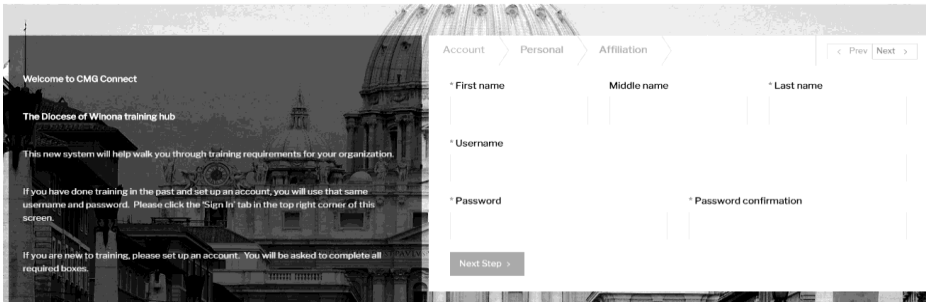 Welcome to CMG Connect
The Diocese of Winona training hub
This new system will help walk you through training requirements for your organization.
If you have done training in the past and set up an account, you will use that same
username and password.  Please click the 'Sign In' tab in the top right corner of this
screen.
If you are new to training, please set up an account.  You will be asked to complete all
required boxes.
Account Personal Affiliation
< Prev Next >
* First name Middle name * Last name
* Username
* Password * Password confirmation
Next Step >